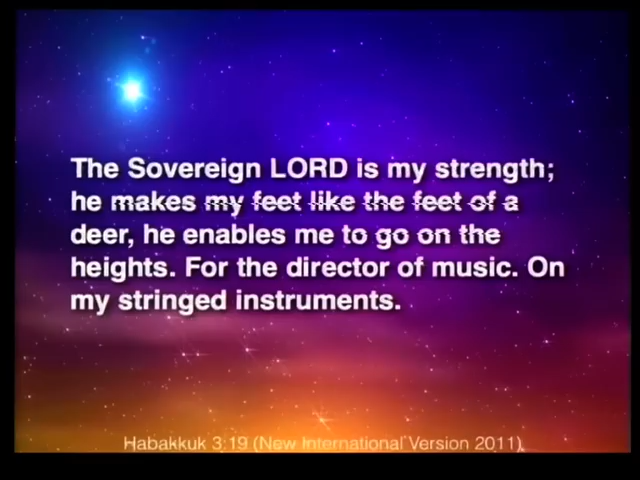 The Sovereign LORD is my strength;
he makes my feet like the feet of a
deer, he enables me to go on the
heights. For the director of music. On
my stringed instruments.
Habakkuk 3:19 (New International Version 2011)